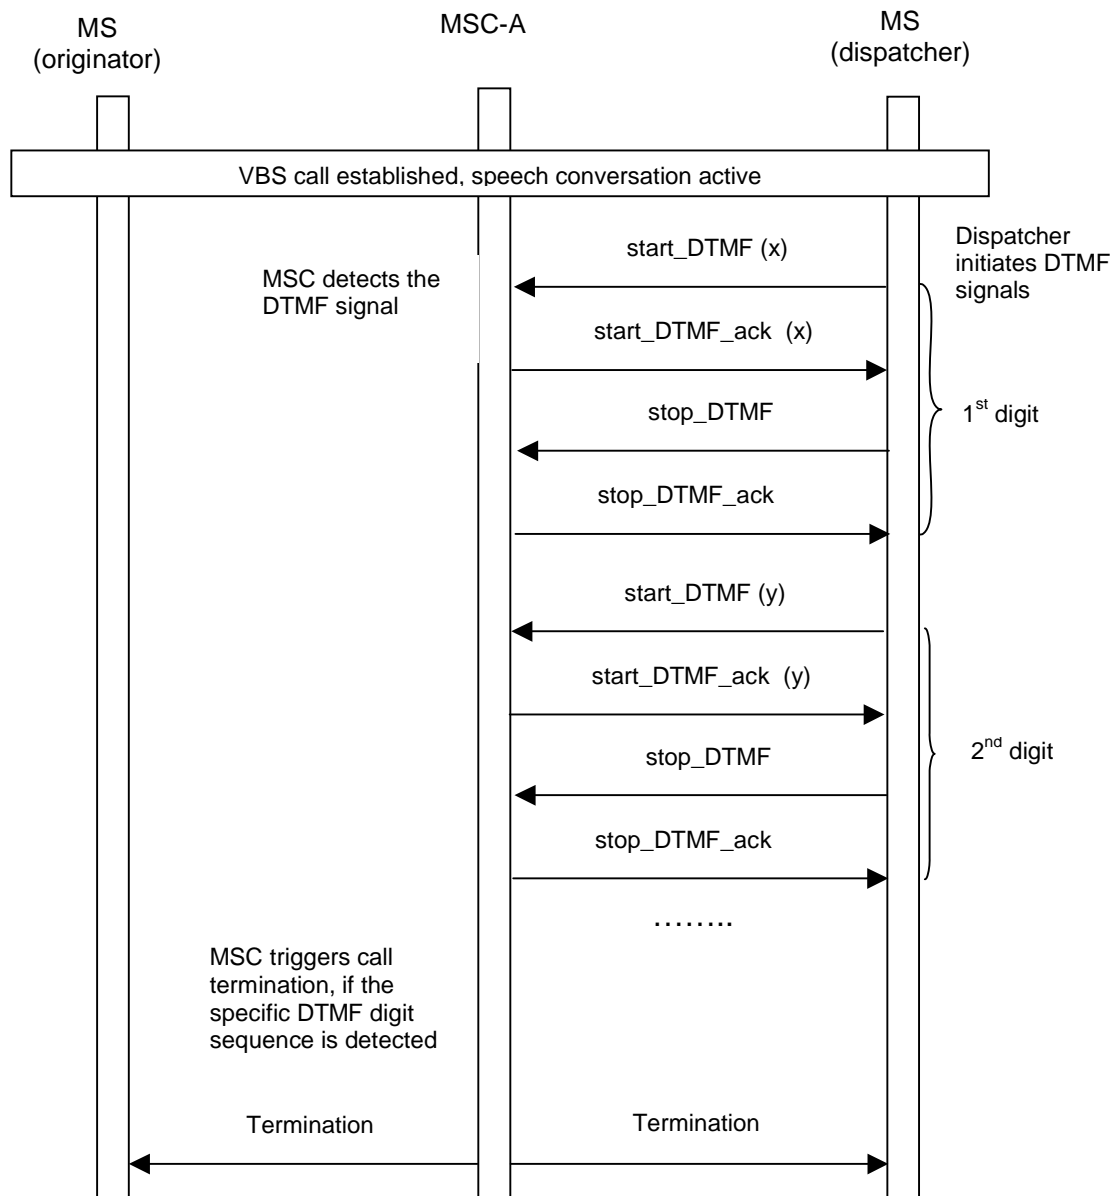 MS
(originator)
MSC-A
MS
(dispatcher)
VBS call established, speech conversation active
start_DTMF (x)
Dispatcher
initiates DTMF
signals
MSC detects the
DTMF signal
start_DTMF_ack (x)
stop_DTMF
1st digit
stop_DTMF_ack
start_DTMF (y)
start_DTMF_ack (y)
stop_DTMF
2nd digit
stop_DTMF_ack
........
MSC triggers call
termination, if the
specific DTMF digit
sequence is detected
Termination
Termination